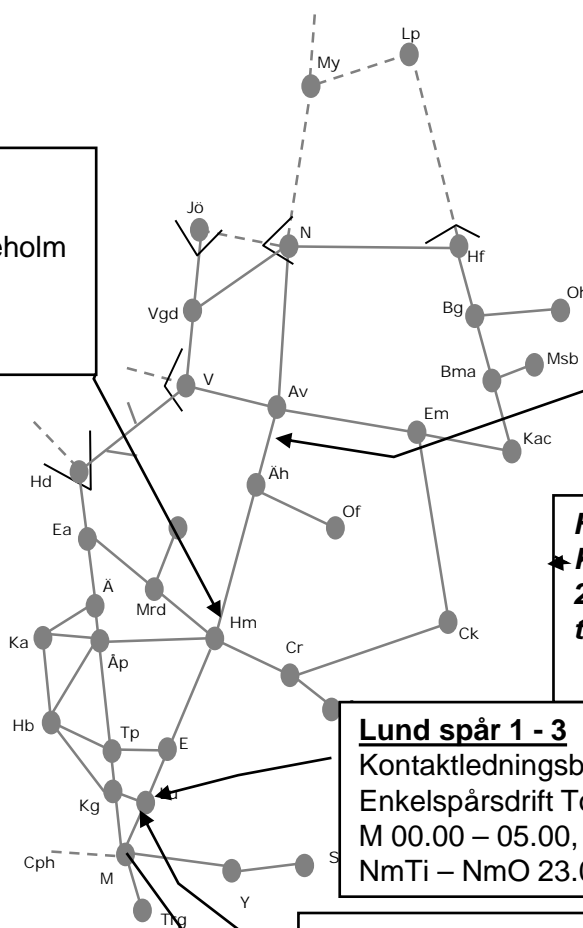 Lp
My
Jö
N
Hf
eholm
Vgd
Bg
V
Bma
Msb
Av
Em
Kac
Hd
Äh
Of
Ea
Ä
Mrd
Hm
Ck
Ka
Åp
Cr
Hb
Tp
E
Lund spår 1 - 3
Kontaktledningsb
Enkelspårsdrift To
M 00.00 – 05.00,
NmTi – NmO 23.0
Kg
Cph
M
S
Y
Trg